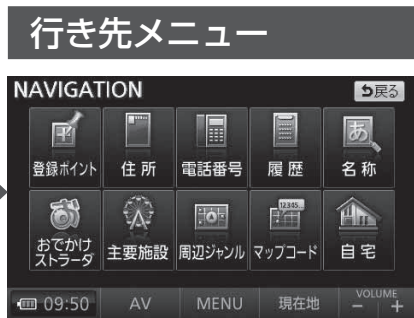 行き先メニュー
NAVIGATION
戻る
登録ポイント 住所 電話番号 履歴 名称
おでかけ
ストラーダ 主要施設 周辺ジャンル マップコード 自宅
09:50 AV MENU 現在地 VOLUME
− +